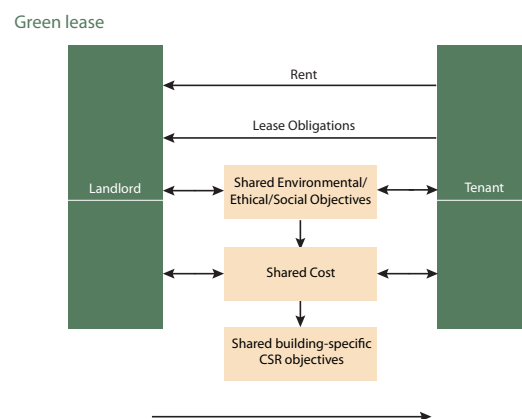 Green lease
Rent
Lease Obligations
Landlord
Shared Environmental/
Ethical/Social Objectives
Tenant
Shared Cost
Shared building-specific
CSR objectives